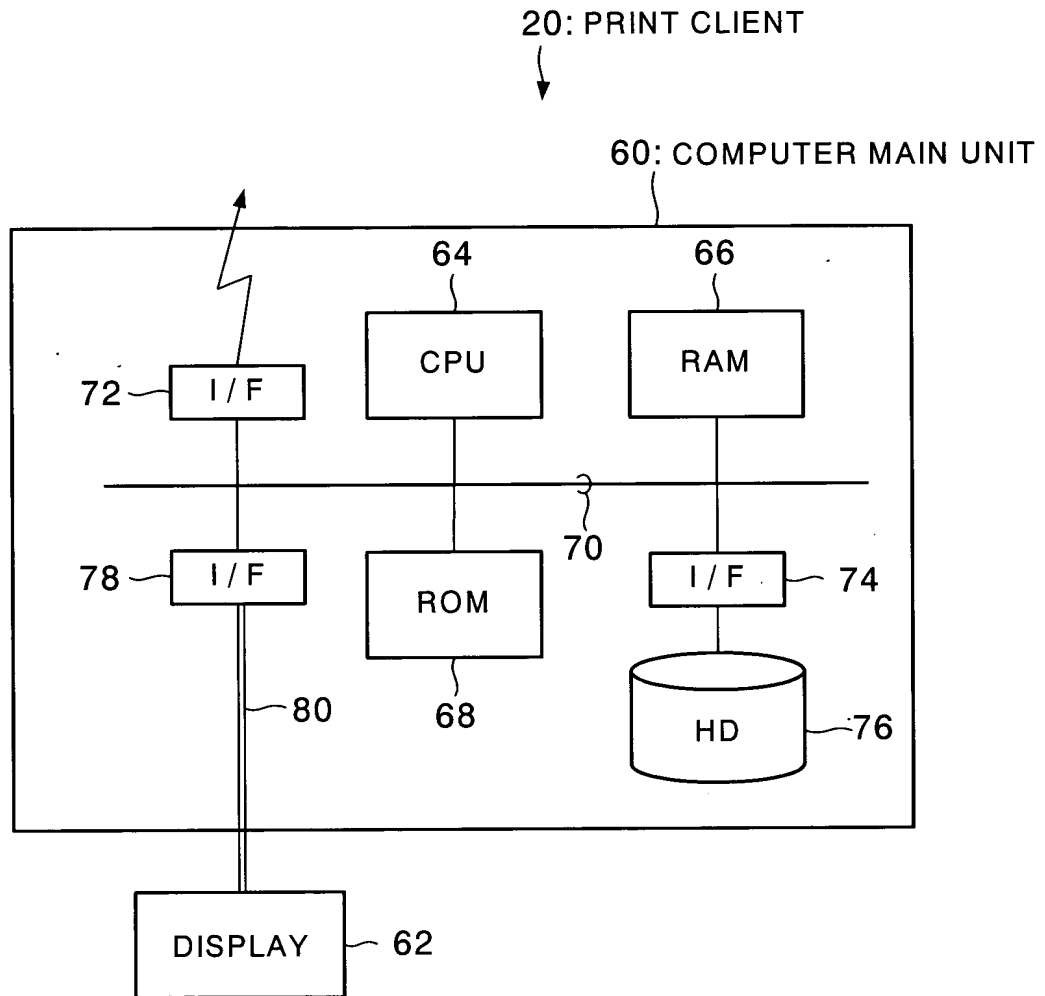 20: PRINT CLIENT
60: COMPUTER MAIN UNIT
64
66
CPU
RAM
72
I/F
70
78
I/F
ROM
I/F
74
80
68
HD
76
DISPLAY
62